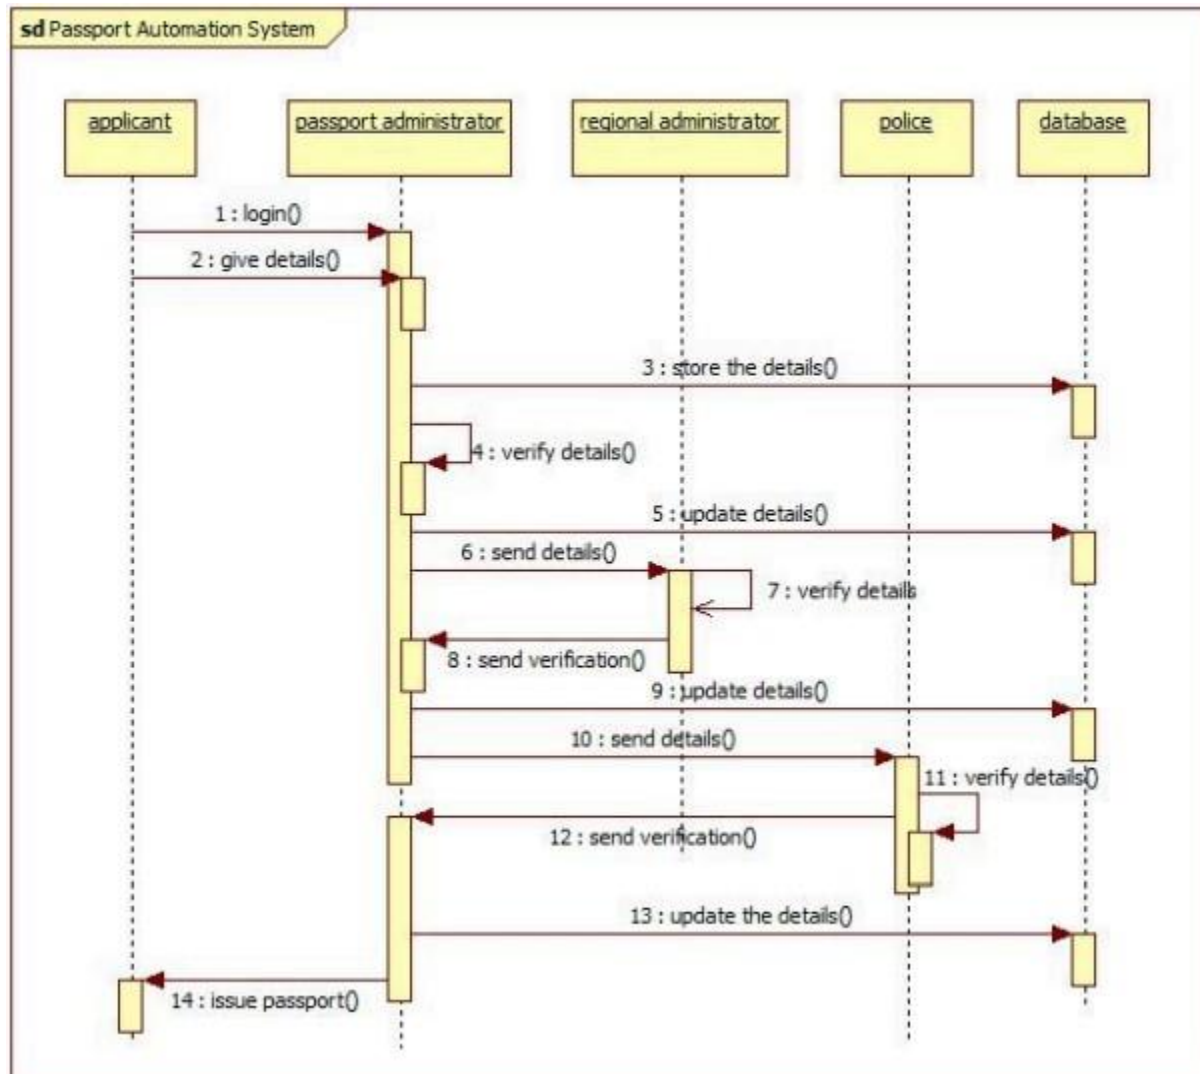 sd Passport Automation System
applicant
passport administrator
regional administrator
police
database
1 : login()
2 : give details()
3 : store the details()
4 : verify details()
5 : update details()
6 : send details()
7 : verify details
8 : send verification()
9 : update details()
10 : send details()
11 : verify details()
12 : send verification()
13 : update the details()
14 : issue passport()